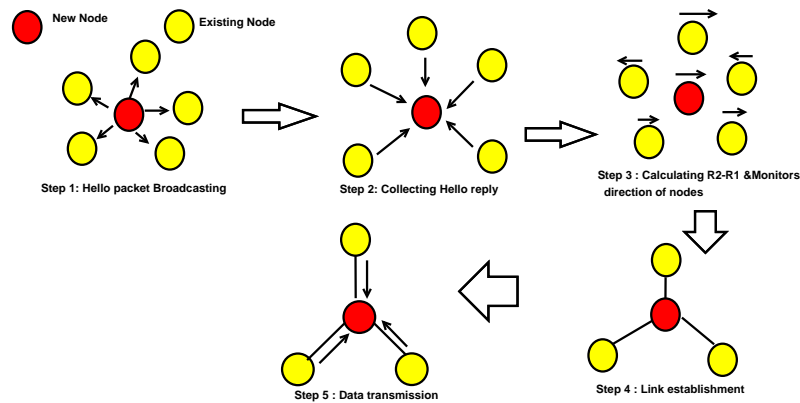 New Node
Existing Node
Step 1: Hello packet Broadcasting
Step 2: Collecting Hello reply
Step 3 : Calculating R2-R1 &Monitors
direction of nodes
Step 4 : Link establishment
Step 5 : Data transmission